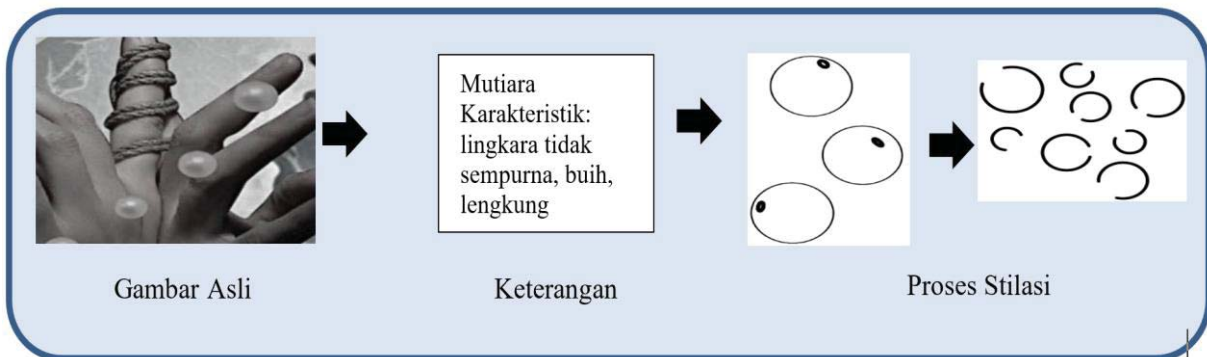 Mutiara
Karakteristik:
lingkara tidak
sempurna, buih,
lengkung
Gambar Asli
Keterangan
Proses Stilasi